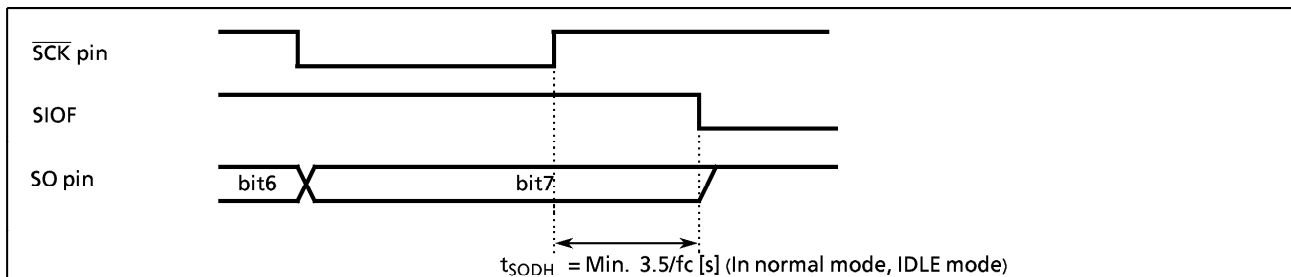 SCK pin
SIOF
SO pin
bit6
bit7
tSODH = Min. 3.5/fc [s] (In normal mode, IDLE mode)